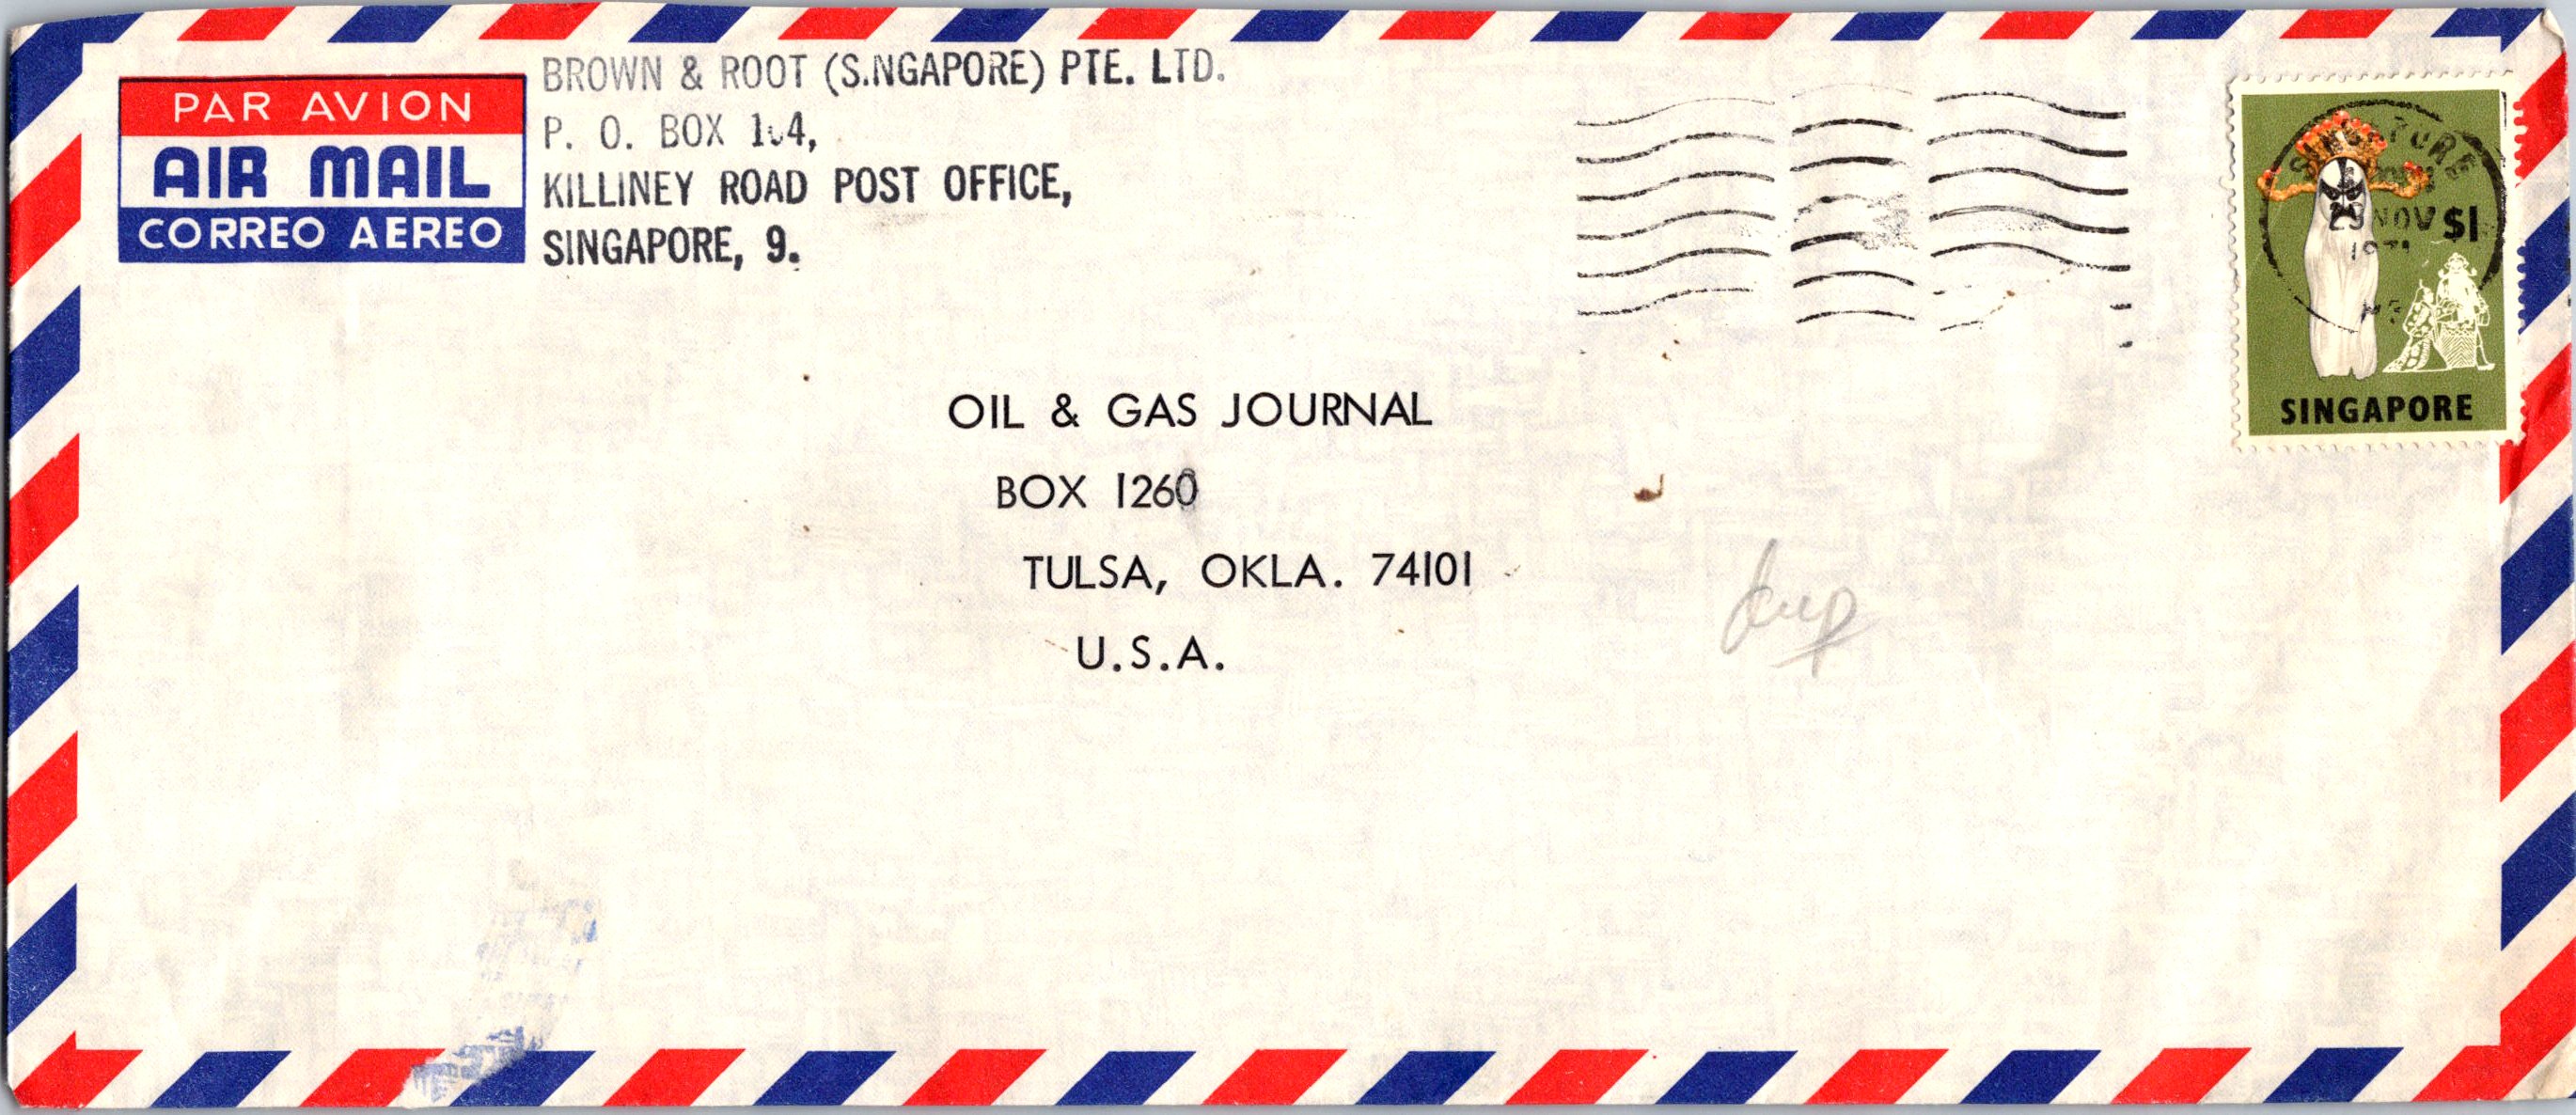 PAR AVION
AIR MAIL
CORREO AEREO
BROWN & ROOT (S.NGAPORE) PTE. LTD.
P. O. BOX
KILLINEY ROAD POST OFFICE,
SINGAPORE, 9.
SINGAPORE
NOV
$1
SINGAPORE
OIL & GAS JOURNAL
BOX 1260
TULSA, OKLA. 74101
U.S.A.